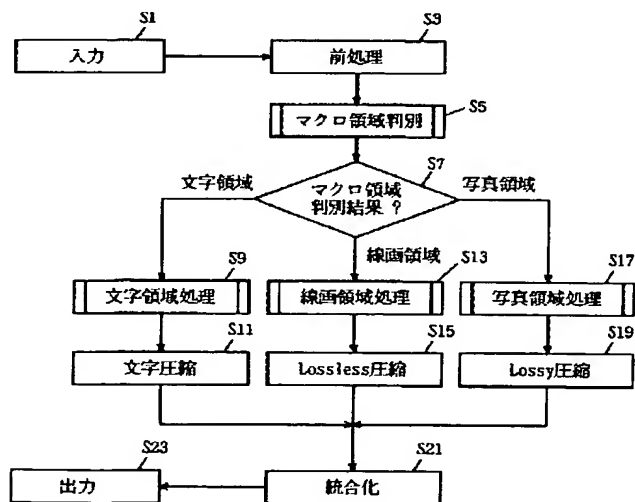 S1
入力
S3
前処理
マクロ領域判別
S5
S7
文字領域
マクロ領域
判別結果 ?
写真領域
線画領域
S9
文字領域処理
S13
線画領域処理
S17
写真領域処理
S11
文字圧縮
S15
Lossless圧縮
S19
Lossy圧縮
S23
出力
S21
統合化